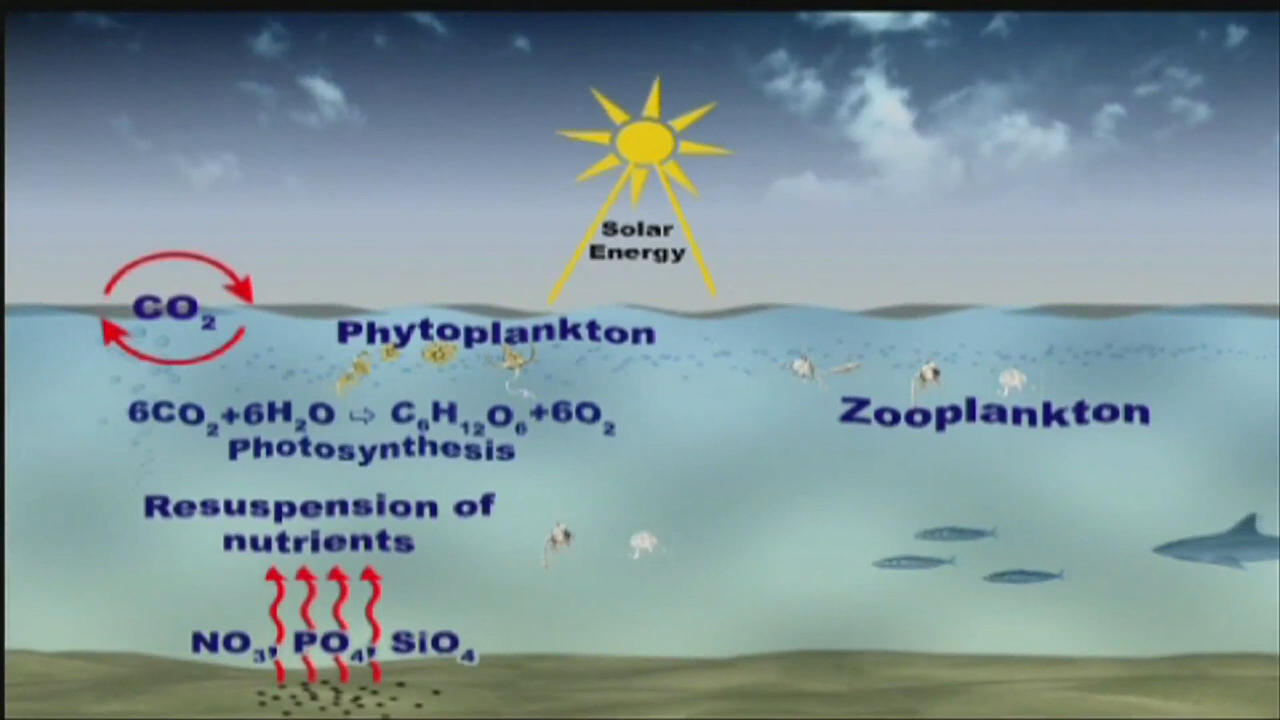 Solar
Energy
CO₂
Phytoplankton
6CO₂+6H₂O ⇨ C₆H₁₂O₆+6O₂
Photosynthesis
Zooplankton
Resuspension of
nutrients
NO₃, PO₄, SiO₄